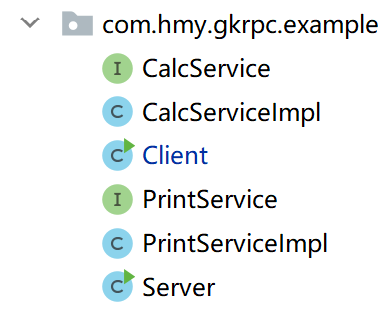 com.hmy.gkrpc.example
I CalcService
C CalcServiceImpl
C Client
I PrintService
C PrintServiceImpl
C Server